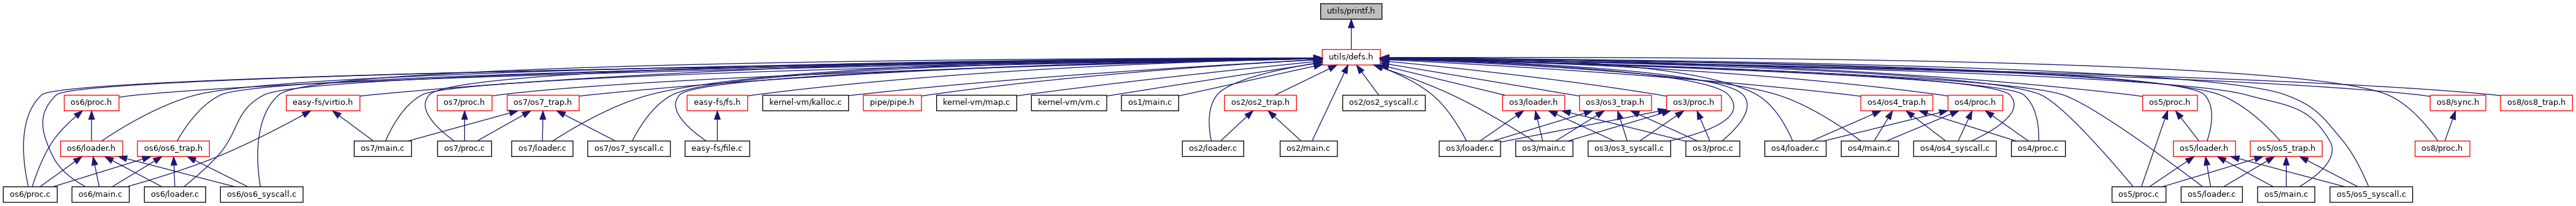 utils/printf.h
utils/defs.h
os6/proc.h
easy-fs/virtio.h
os7/proc.h
os7/os7_trap.h
easy-fs/fs.h
kernel-vm/kalloc.c
pipe/pipe.h
kernel-vm/map.c
kernel-vm/vm.c
os1/main.c
os2/os2_trap.h
os2/os2_syscall.c
os3/loader.h
os3/os3_trap.h
os3/proc.h
os4/os4_trap.h
os4/proc.h
os5/proc.h
os8/sync.h
os8/os8_trap.h
os6/loader.h
os6/os6_trap.h
os7/main.c
os7/proc.c
os7/loader.c
os7/os7_syscall.c
easy-fs/file.c
os2/loader.c
os2/main.c
os3/loader.c
os3/main.c
os3/os3_syscall.c
os3/proc.c
os4/loader.c
os4/main.c
os4/os4_syscall.c
os4/proc.c
os5/loader.h
os5/os5_trap.h
os8/proc.h
os6/proc.c
os6/main.c
os6/loader.c
os6/os6_syscall.c
os5/proc.c
os5/loader.c
os5/main.c
os5/os5_syscall.c